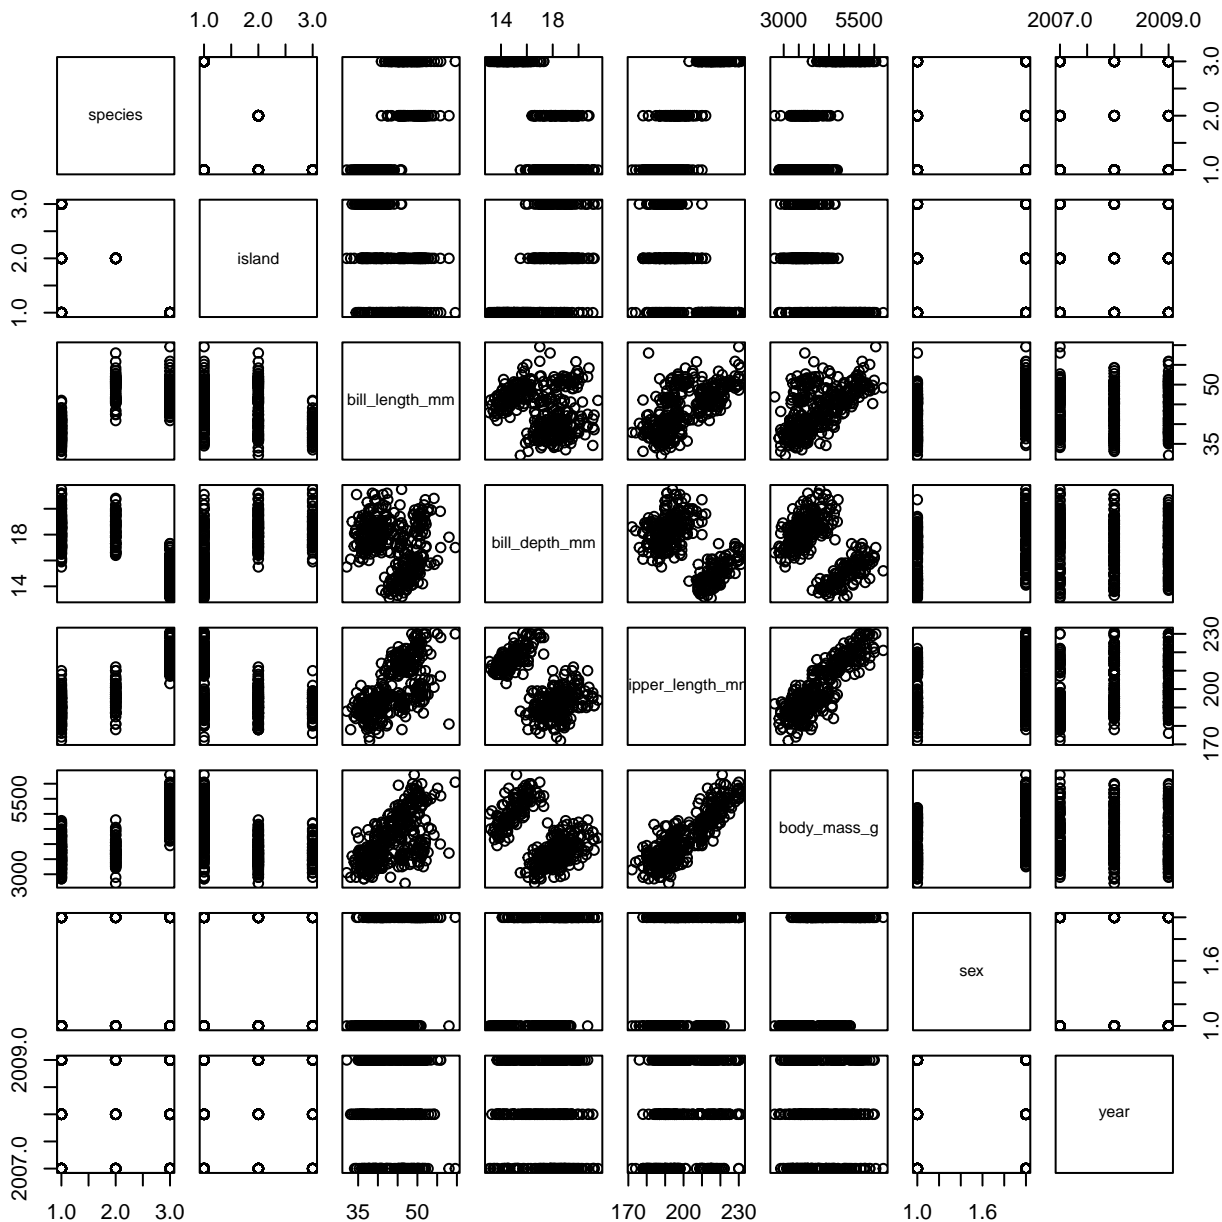 1.0 2.0 3.0
14 18
3000 5500
2007.0 2009.0
species
1.0 2.0 3.0
1.0 2.0 3.0
island
bill_length_mm
35 50
14 18
bill_depth_mm
ipper_length_mr
170 200 230
3000 5500
body_mass_g
sex
1.0 1.6
2007.0 2009.0
year
1.0 2.0 3.0
35 50
170 200 230
1.0 1.6